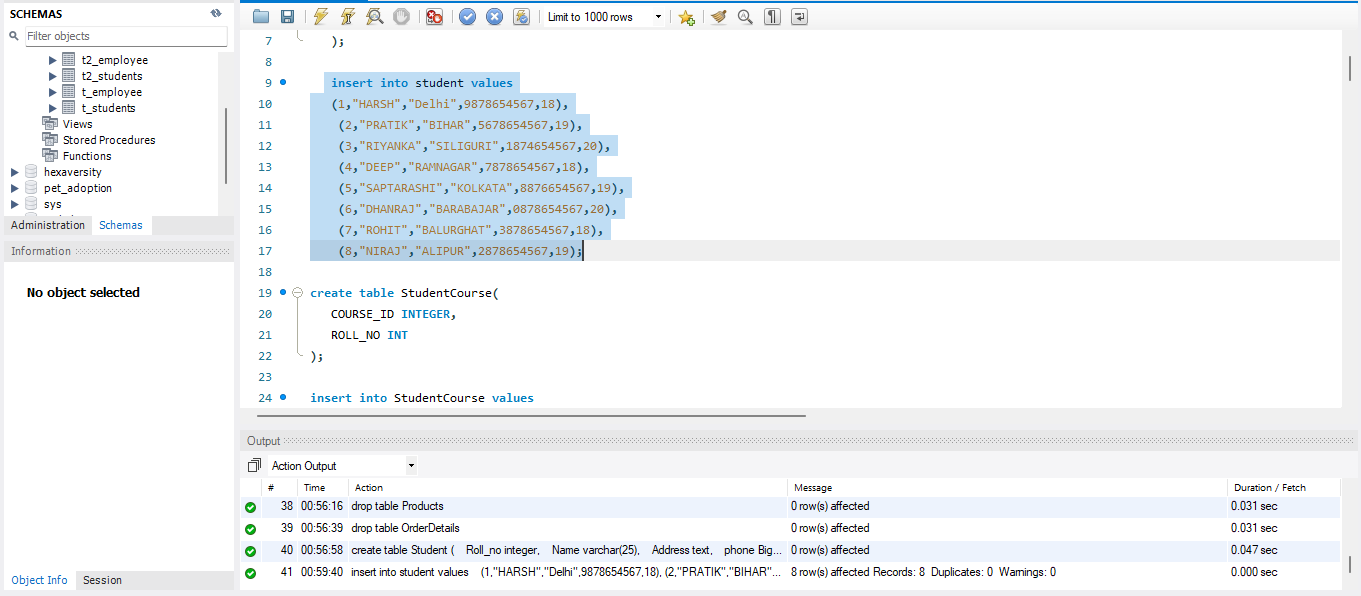 SCHEMAS
Filter objects
t2_employee
t2_students
t_employee
t_students
Views
Stored Procedures
Functions
hexaversity
pet_adoption
sys
Administration Schemas
Information
No object selected
Object Info Session
Limit to 1000 rows
7 );
8
9 insert into student values
10 (1,"HARSH","Delhi",9878654567,18),
11 (2,"PRATIK","BIHAR",5678654567,19),
12 (3,"RIYANKA","SILIGURI",1874654567,20),
13 (4,"DEEP","RAMNAGAR",7878654567,18),
14 (5,"SAPTARASHI","KOLKATA",8876654567,19),
15 (6,"DHANRAJ","BARABAJAR",0878654567,20),
16 (7,"ROHIT","BALURGHAT",3878654567,18),
17 (8,"NIRAJ","ALIPUR",2878654567,19);
18
19 create table StudentCourse(
20 COURSE_ID INTEGER,
21 ROLL_NO INT
22 );
23
24 insert into StudentCourse values
Output
Action Output
# Time Action Message Duration / Fetch
38 00:56:16 drop table Products 0 row(s) affected 0.031 sec
39 00:56:39 drop table OrderDetails 0 row(s) affected 0.031 sec
40 00:56:58 create table Student ( Roll_no integer, Name varchar(25), Address text, phone Big... 0 row(s) affected 0.047 sec
41 00:59:40 insert into student values (1,"HARSH","Delhi",9878654567,18), (2,"PRATIK","BIHAR"... 8 row(s) affected Records: 8 Duplicates: 0 Warnings: 0 0.000 sec